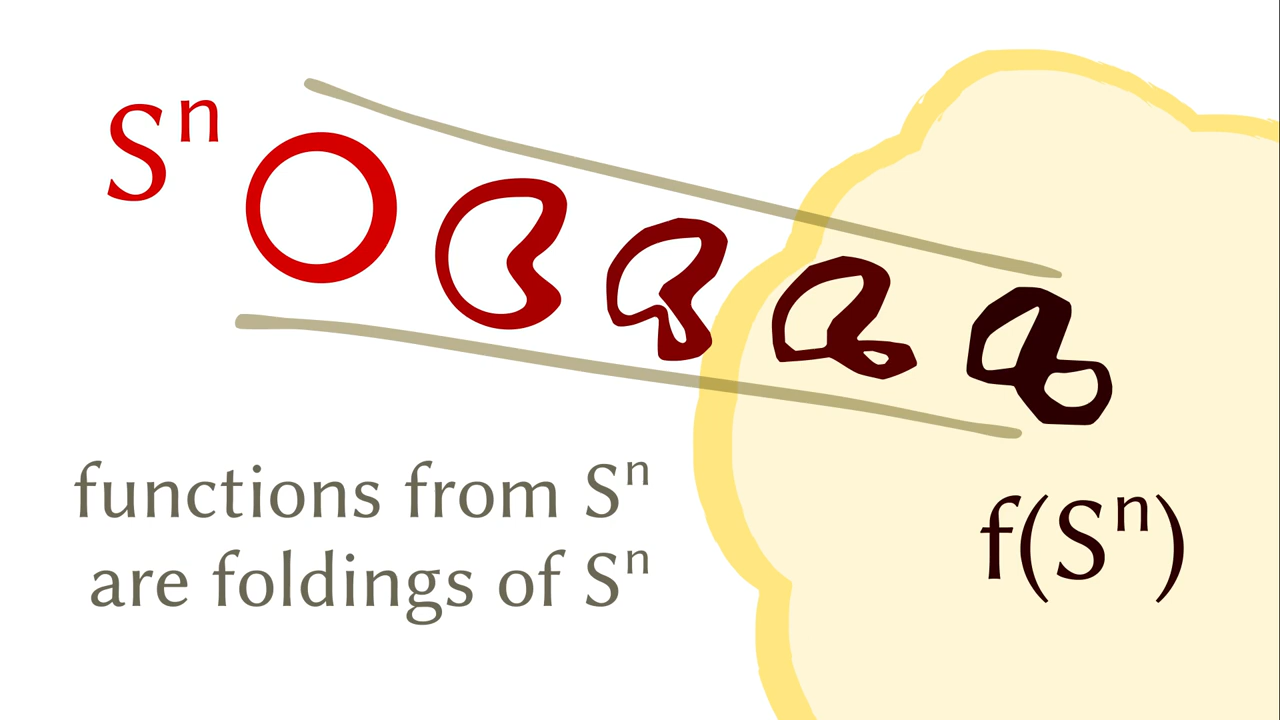 Sⁿ
functions from Sⁿ
are foldings of Sⁿ
f(Sⁿ)